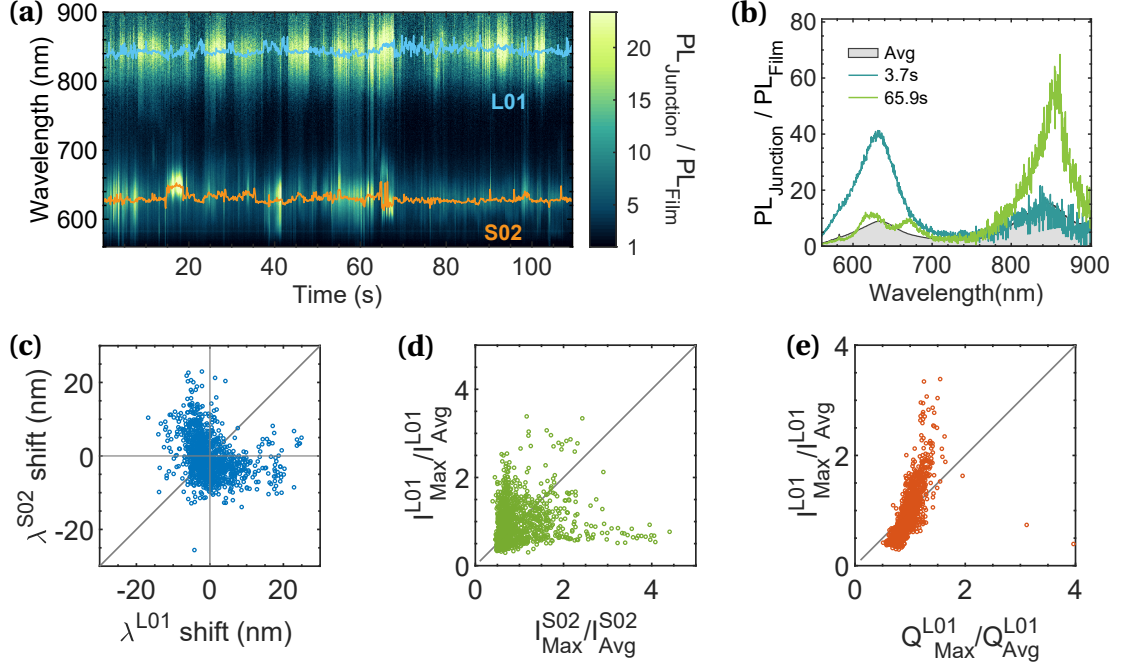 (a)
900
800
700
600
Wavelength (nm)
L01
S02
20
40
60
80
100
Time (s)
20
15
10
5
1
PL_Junction / PL_Film
(b)
80
60
40
20
0
PL_Junction / PL_Film
Avg
3.7s
65.9s
600
700
800
900
Wavelength(nm)
(c)
20
0
-20
λ^S02 shift (nm)
-20
0
20
λ^L01 shift (nm)
(d)
4
2
0
I^L01_Max/I^L01_Avg
0
2
4
I^S02_Max/I^S02_Avg
(e)
4
2
0
I^L01_Max/I^L01_Avg
0
2
4
Q^L01_Max/Q^L01_Avg